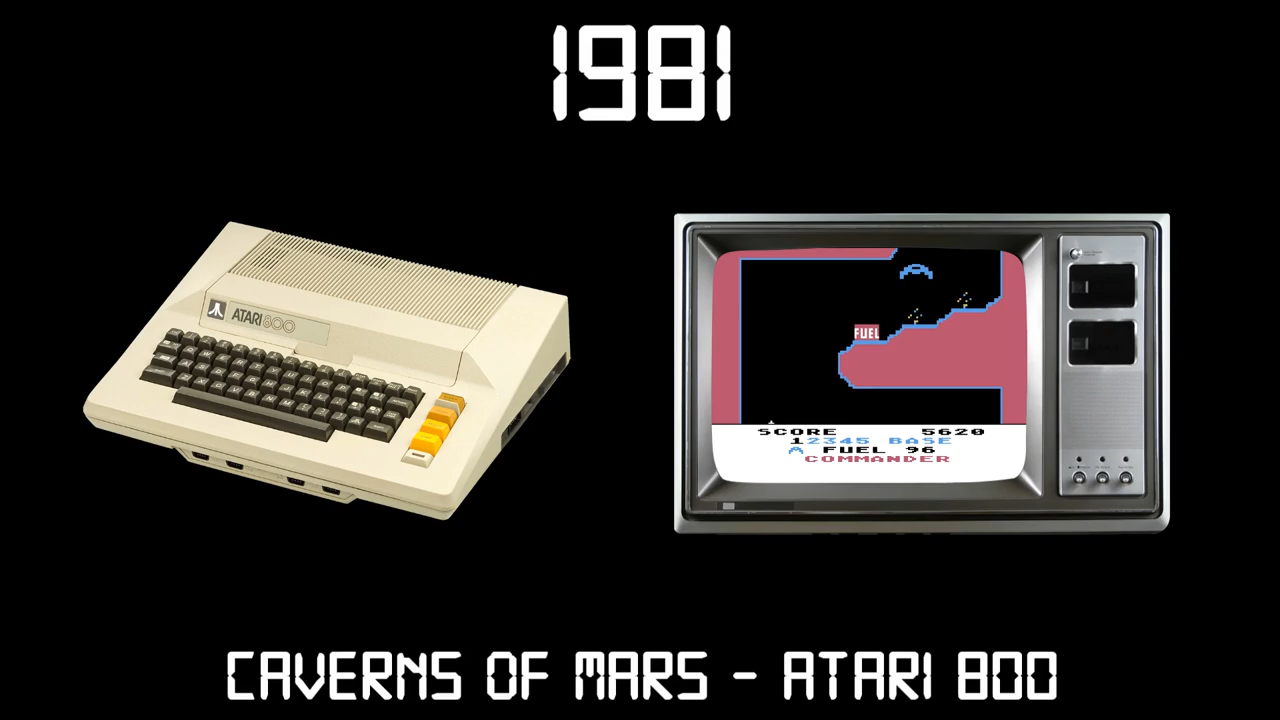 1981
ATARI 800
FUEL
SCORE 5620
12345 BASE
FUEL 96
COMMANDER
CAVERNS OF MARS - ATARI 800